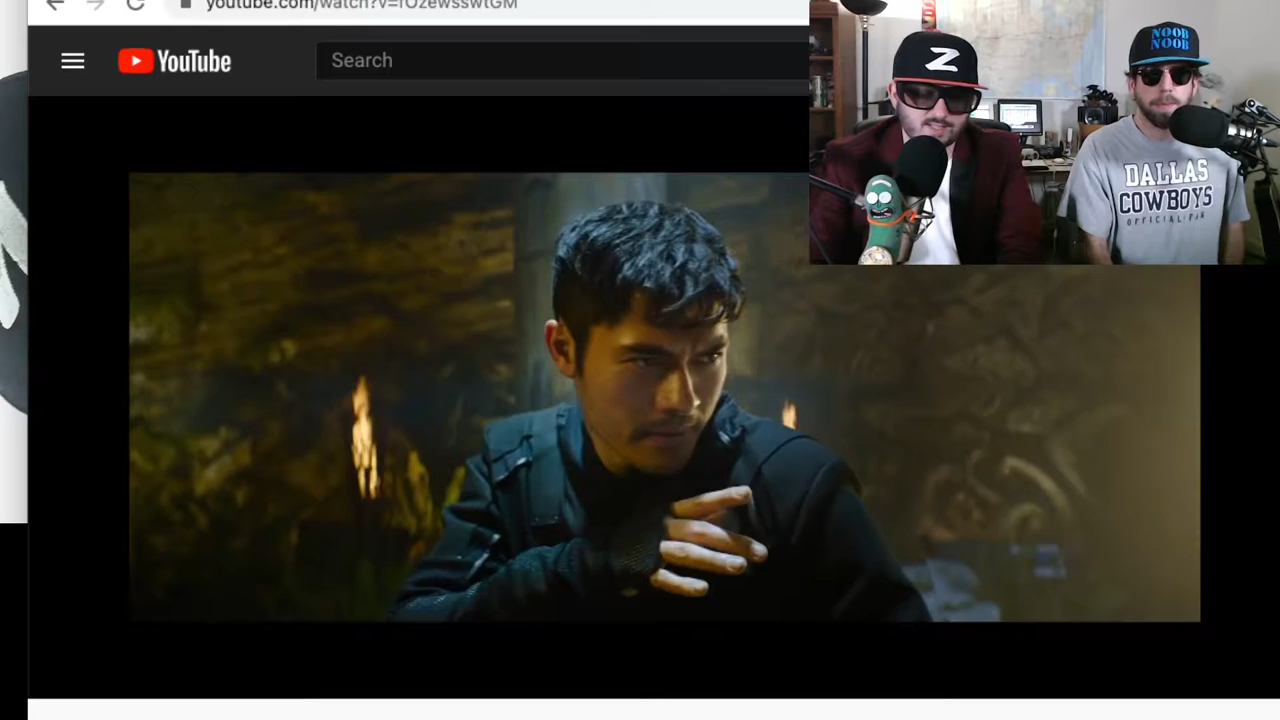 youtube.com/watch?v=fOzewsswtGM
YouTube
Search
Z
NOOB
NOOB
DALLAS
COWBOYS
OFFICIAL FAN